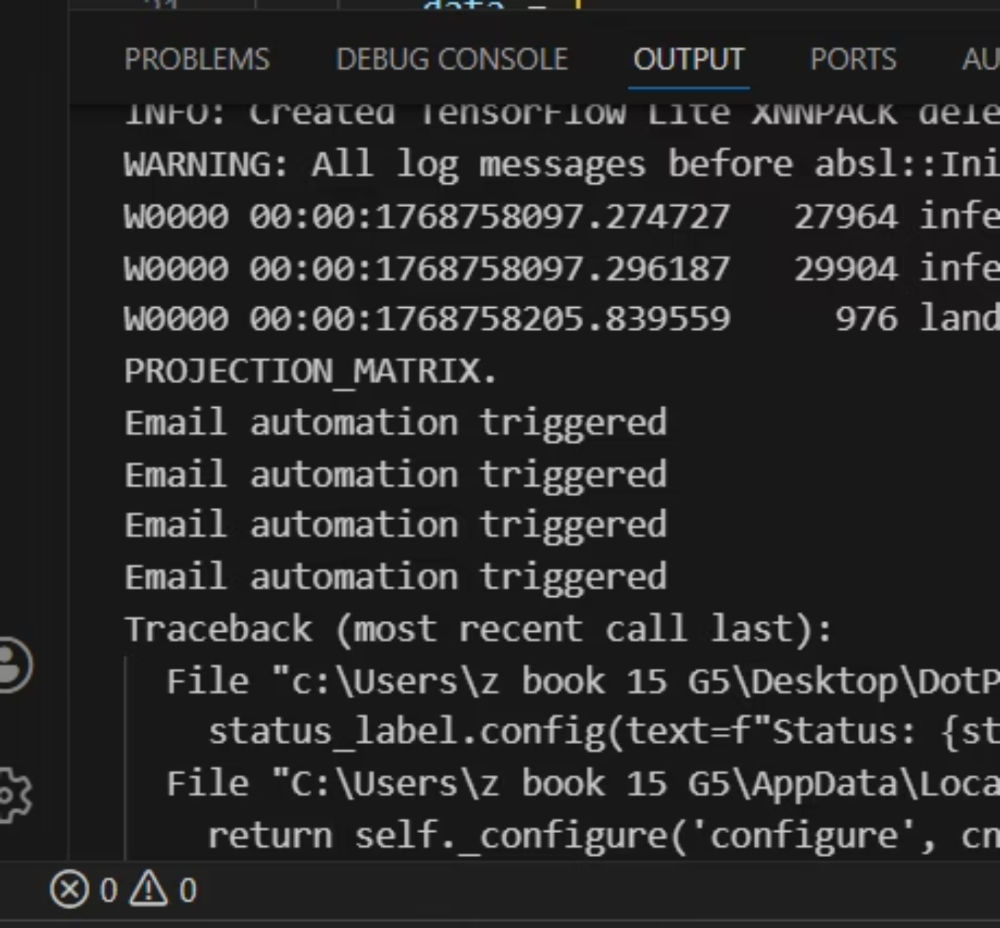 data =
PROBLEMS DEBUG CONSOLE OUTPUT PORTS AU
INFO: Created TensorFlow Lite XNNPACK dele
WARNING: All log messages before absl::Ini
W0000 00:00:1768758097.274727 27964 infe
W0000 00:00:1768758097.296187 29904 infe
W0000 00:00:1768758205.839559 976 land
PROJECTION_MATRIX.
Email automation triggered
Email automation triggered
Email automation triggered
Email automation triggered
Traceback (most recent call last):
File "c:\Users\z book 15 G5\Desktop\DotP
status_label.config(text=f"Status: {st
File "C:\Users\z book 15 G5\AppData\Loca
return self._configure('configure', cn
0 0